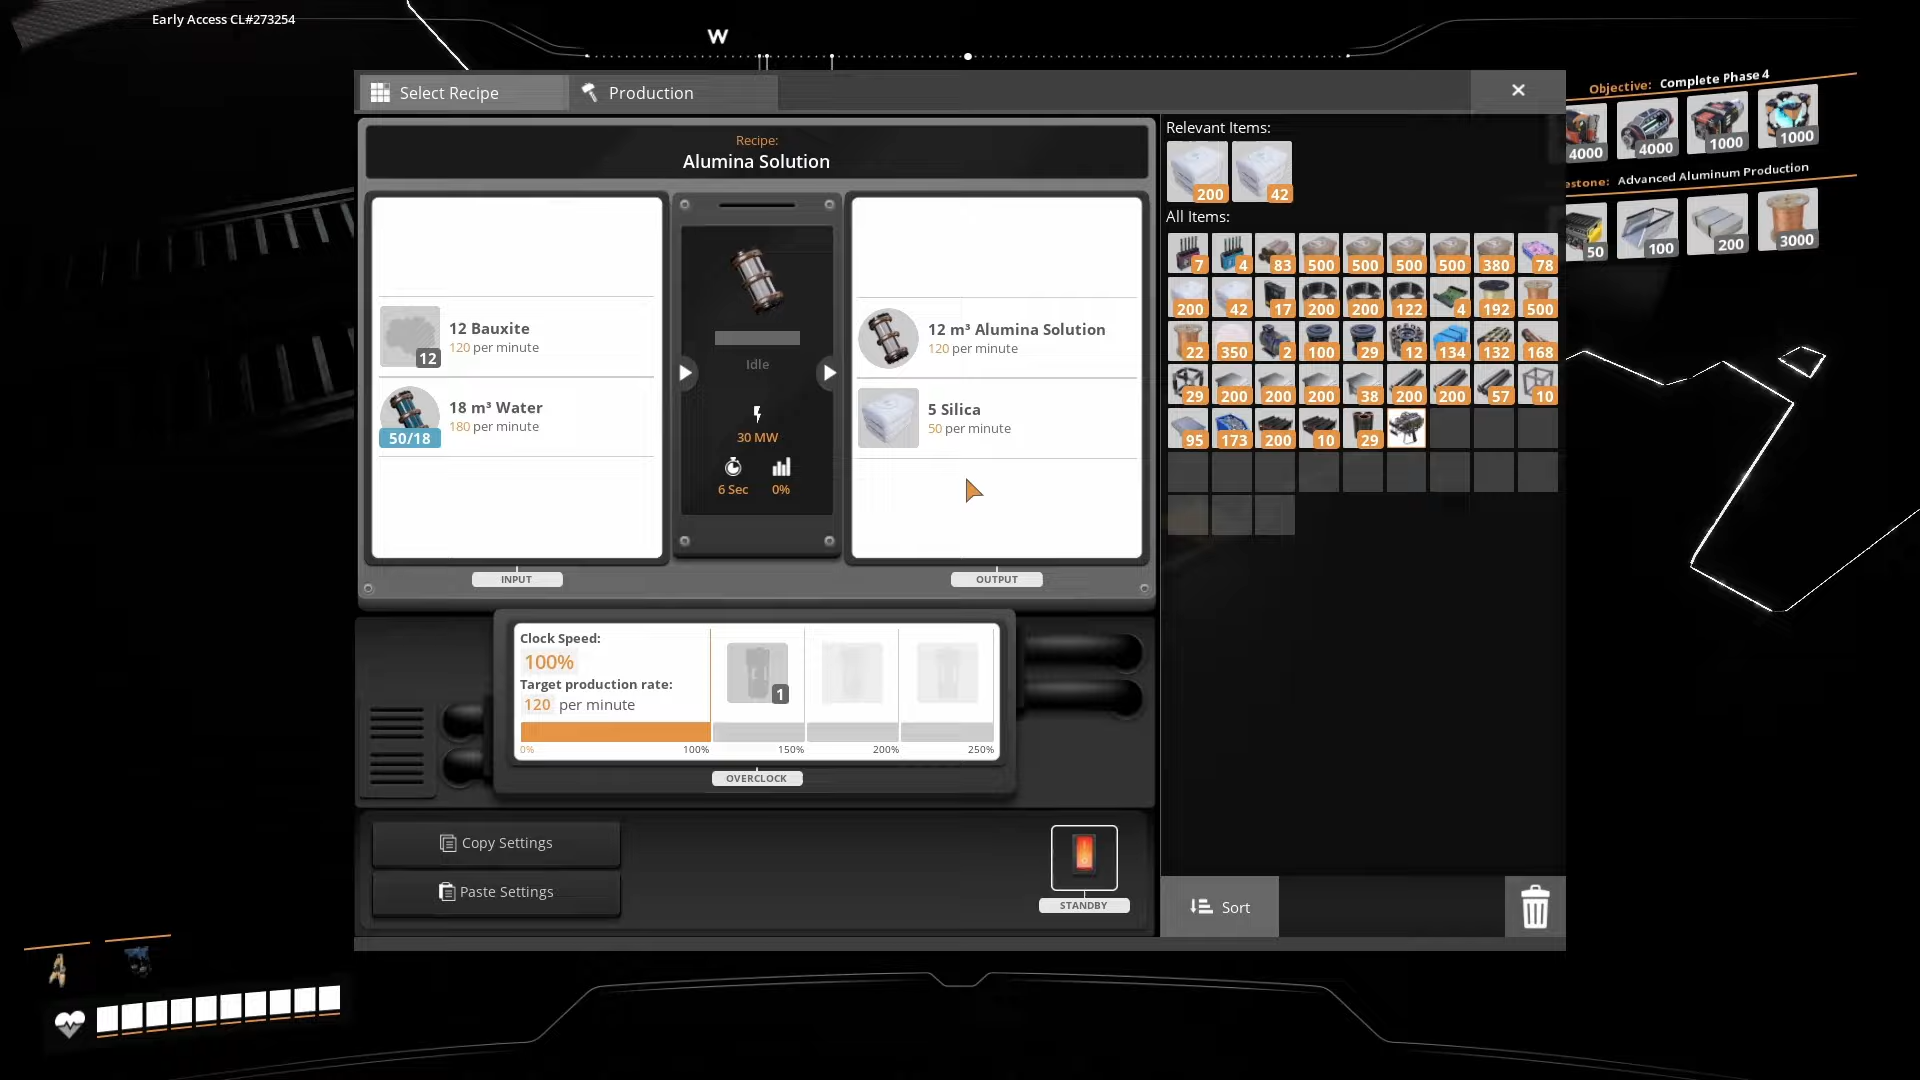 Early Access CL#273254
W
Select Recipe
Production
Objective: Complete Phase 4
4000
4000
1000
1000
estone: Advanced Aluminum Production
50
100
200
3000
Recipe:
Alumina Solution
12 Bauxite
120 per minute
12
18 m³ Water
180 per minute
50/18
Idle
30 MW
6 Sec
0%
12 m³ Alumina Solution
120 per minute
5 Silica
50 per minute
INPUT
OUTPUT
Clock Speed:
100%
Target production rate:
120 per minute
1
0% 100% 150% 200% 250%
OVERCLOCK
Copy Settings
Paste Settings
STANDBY
Relevant Items:
200 42
All Items:
7 4 83 500 500 500 500 380 78
200 42 17 200 200 122 4 192 500
22 350 2 100 29 12 134 132 168
29 200 200 200 38 200 200 57 10
95 173 200 10 29
Sort